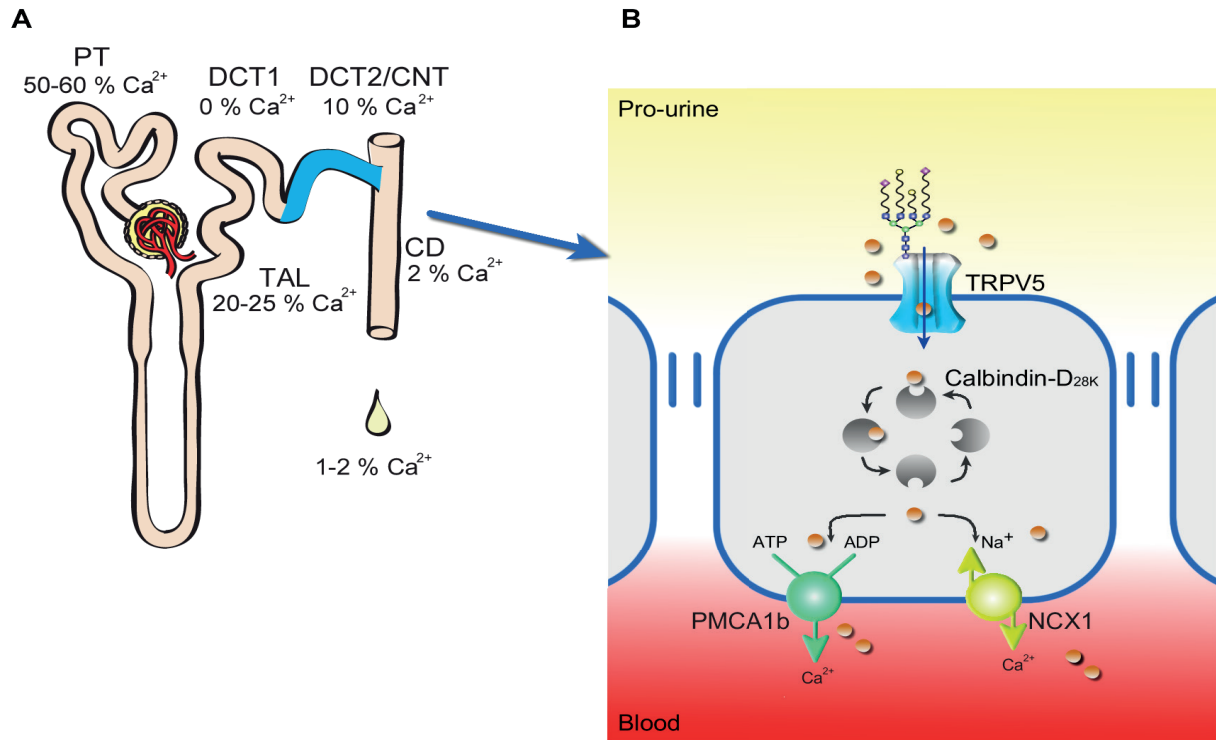 A
PT
50-60 % Ca²⁺
DCT1
0 % Ca²⁺
DCT2/CNT
10 % Ca²⁺
TAL
20-25 % Ca²⁺
CD
2 % Ca²⁺
1-2 % Ca²⁺
B
Pro-urine
TRPV5
Calbindin-D₂₈ₖ
ATP
ADP
Na⁺
PMCA1b
NCX1
Ca²⁺
Ca²⁺
Blood